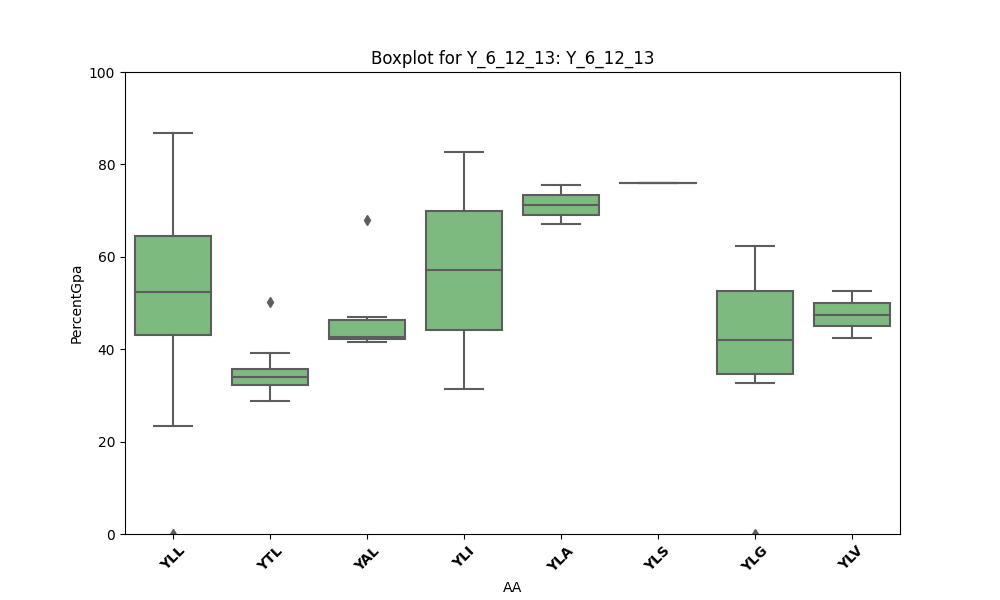 Boxplot for Y_6_12_13: Y_6_12_13
100
80
60
40
20
0
PercentGpa
YLL
YTL
YAL
YLI
YLA
YLS
YLG
YLV
AA